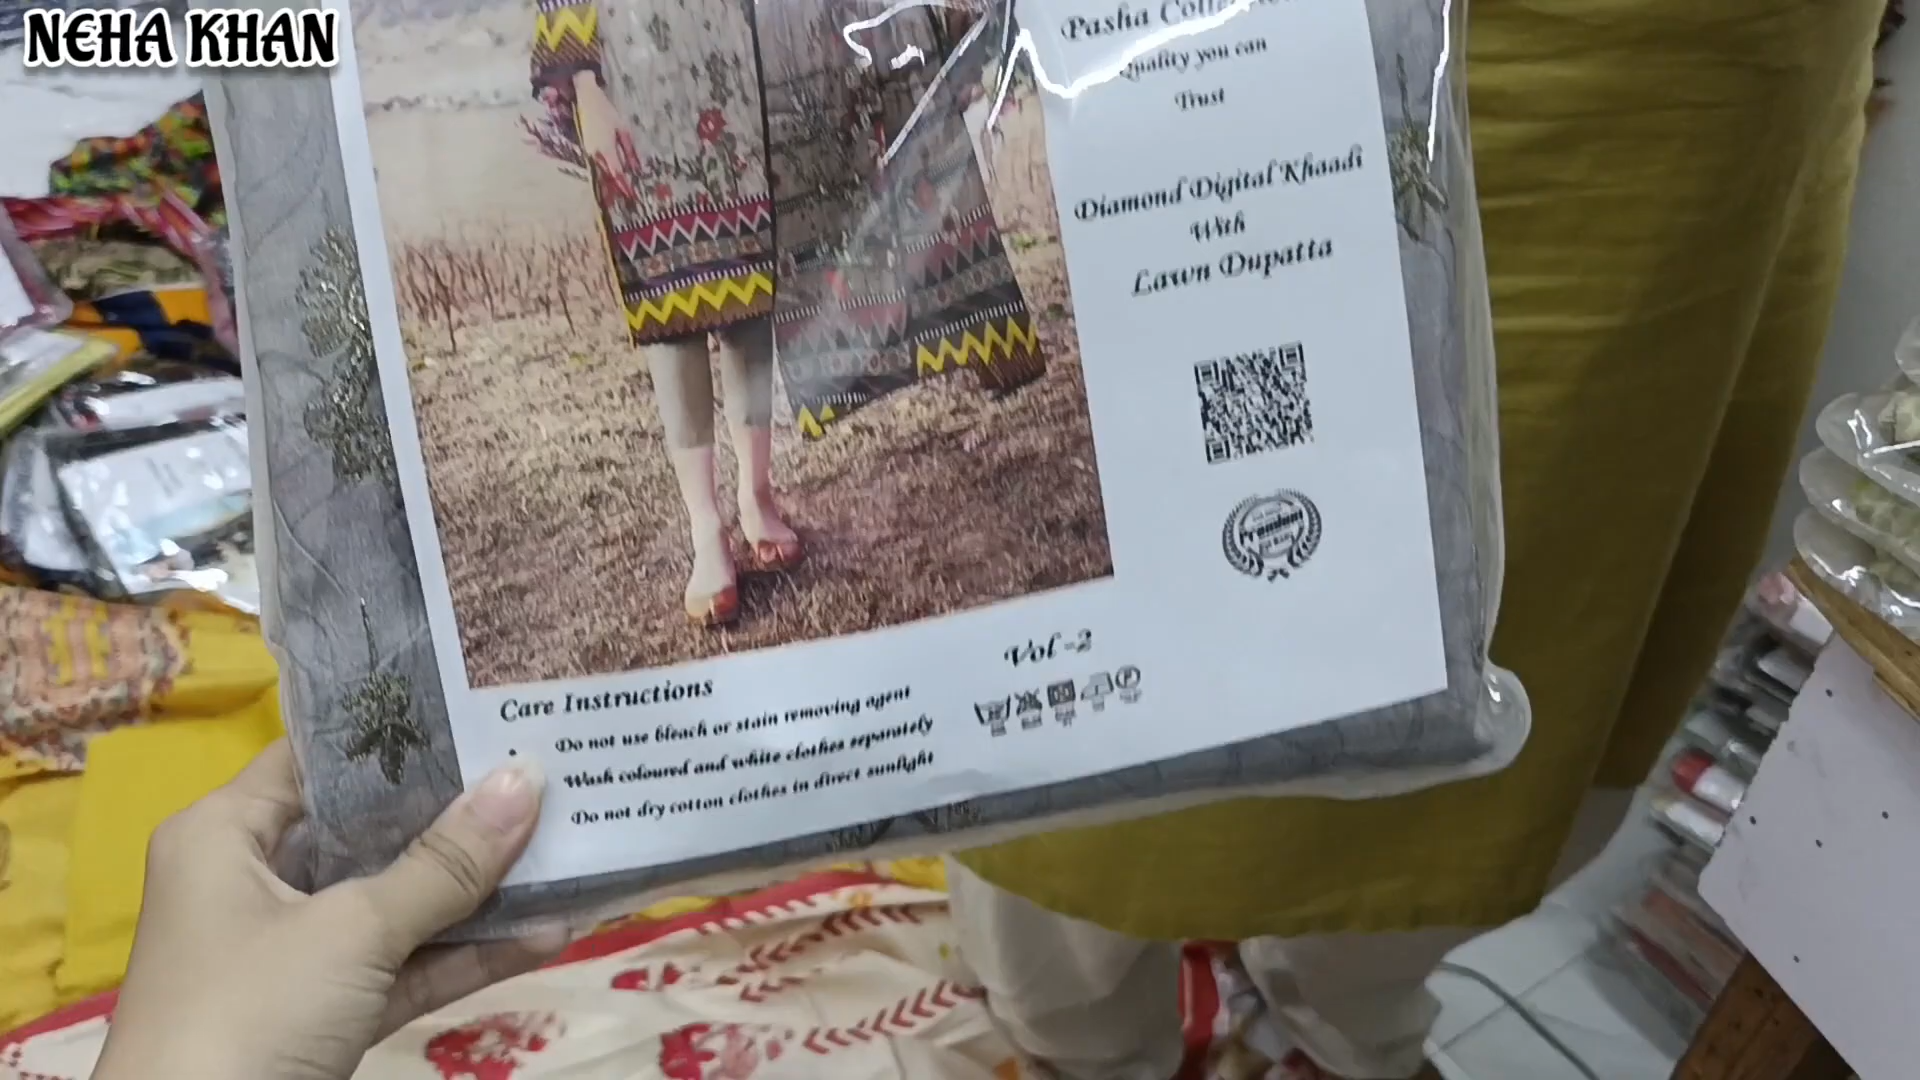 NEHA KHAN
Pasha
Quality you can
Trust
Diamond Digital Khaadi
With
Lawn Dupatta
Premium
Vol -2
Care Instructions
Do not use bleach or stain removing agent
Wash coloured and white clothes separately
Do not dry cotton clothes in direct sunlight